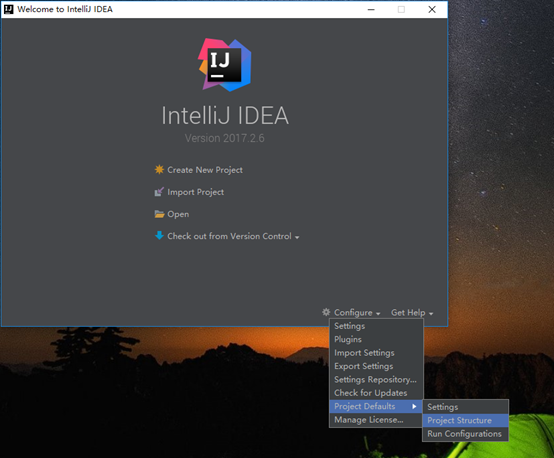 Welcome to IntelliJ IDEA
IJ
IntelliJ IDEA
Version 2017.2.6
Create New Project
Import Project
Open
Check out from Version Control
Configure Get Help
Settings
Plugins
Import Settings
Export Settings
Settings Repository...
Check for Updates
Project Defaults
Manage License...
Settings
Project Structure
Run Configurations